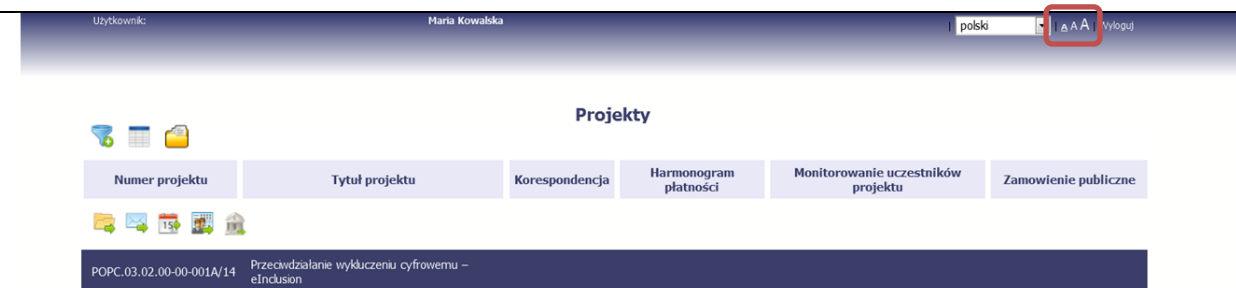 Użytkownik: Maria Kowalska | polski | A A A | Wyloguj
Projekty
Numer projektu Tytuł projektu Korespondencja Harmonogram płatności Monitorowanie uczestników projektu Zamowienie publiczne
15
POPC.03.02.00-00-001A/14 Przeciwdziałanie wykluczeniu cyfrowemu –
eInclusion